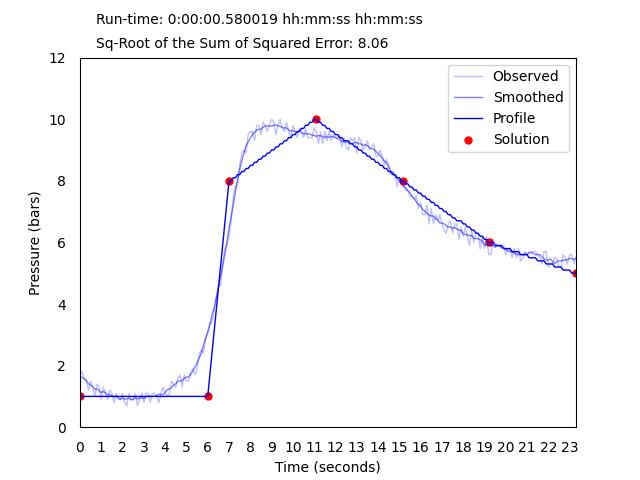 Run-time: 0:00:00.580019 hh:mm:ss hh:mm:ss
Sq-Root of the Sum of Squared Error: 8.06
12
10
8
6
4
2
0
Pressure (bars)
Observed
Smoothed
Profile
Solution
0 1 2 3 4 5 6 7 8 9 10 11 12 13 14 15 16 17 18 19 20 21 22 23
Time (seconds)